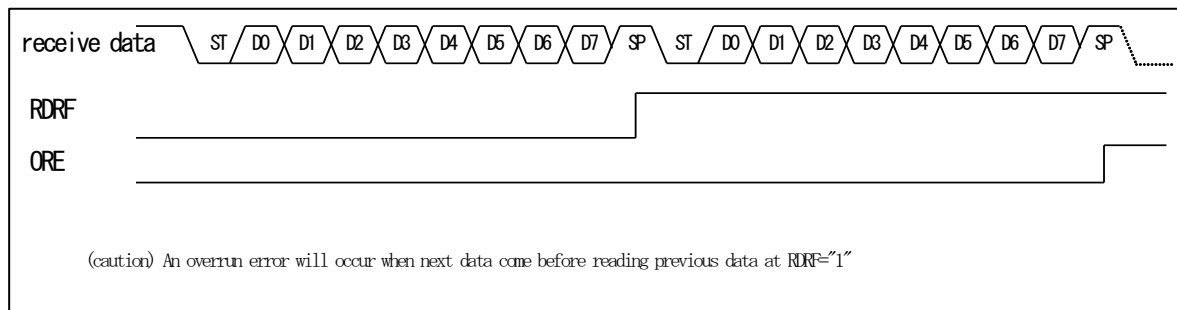 receive data ST D0 D1 D2 D3 D4 D5 D6 D7 SP ST D0 D1 D2 D3 D4 D5 D6 D7 SP
RDRF
ORE
(caution) An overrun error will occur when next data come before reading previous data at RDRF="1"